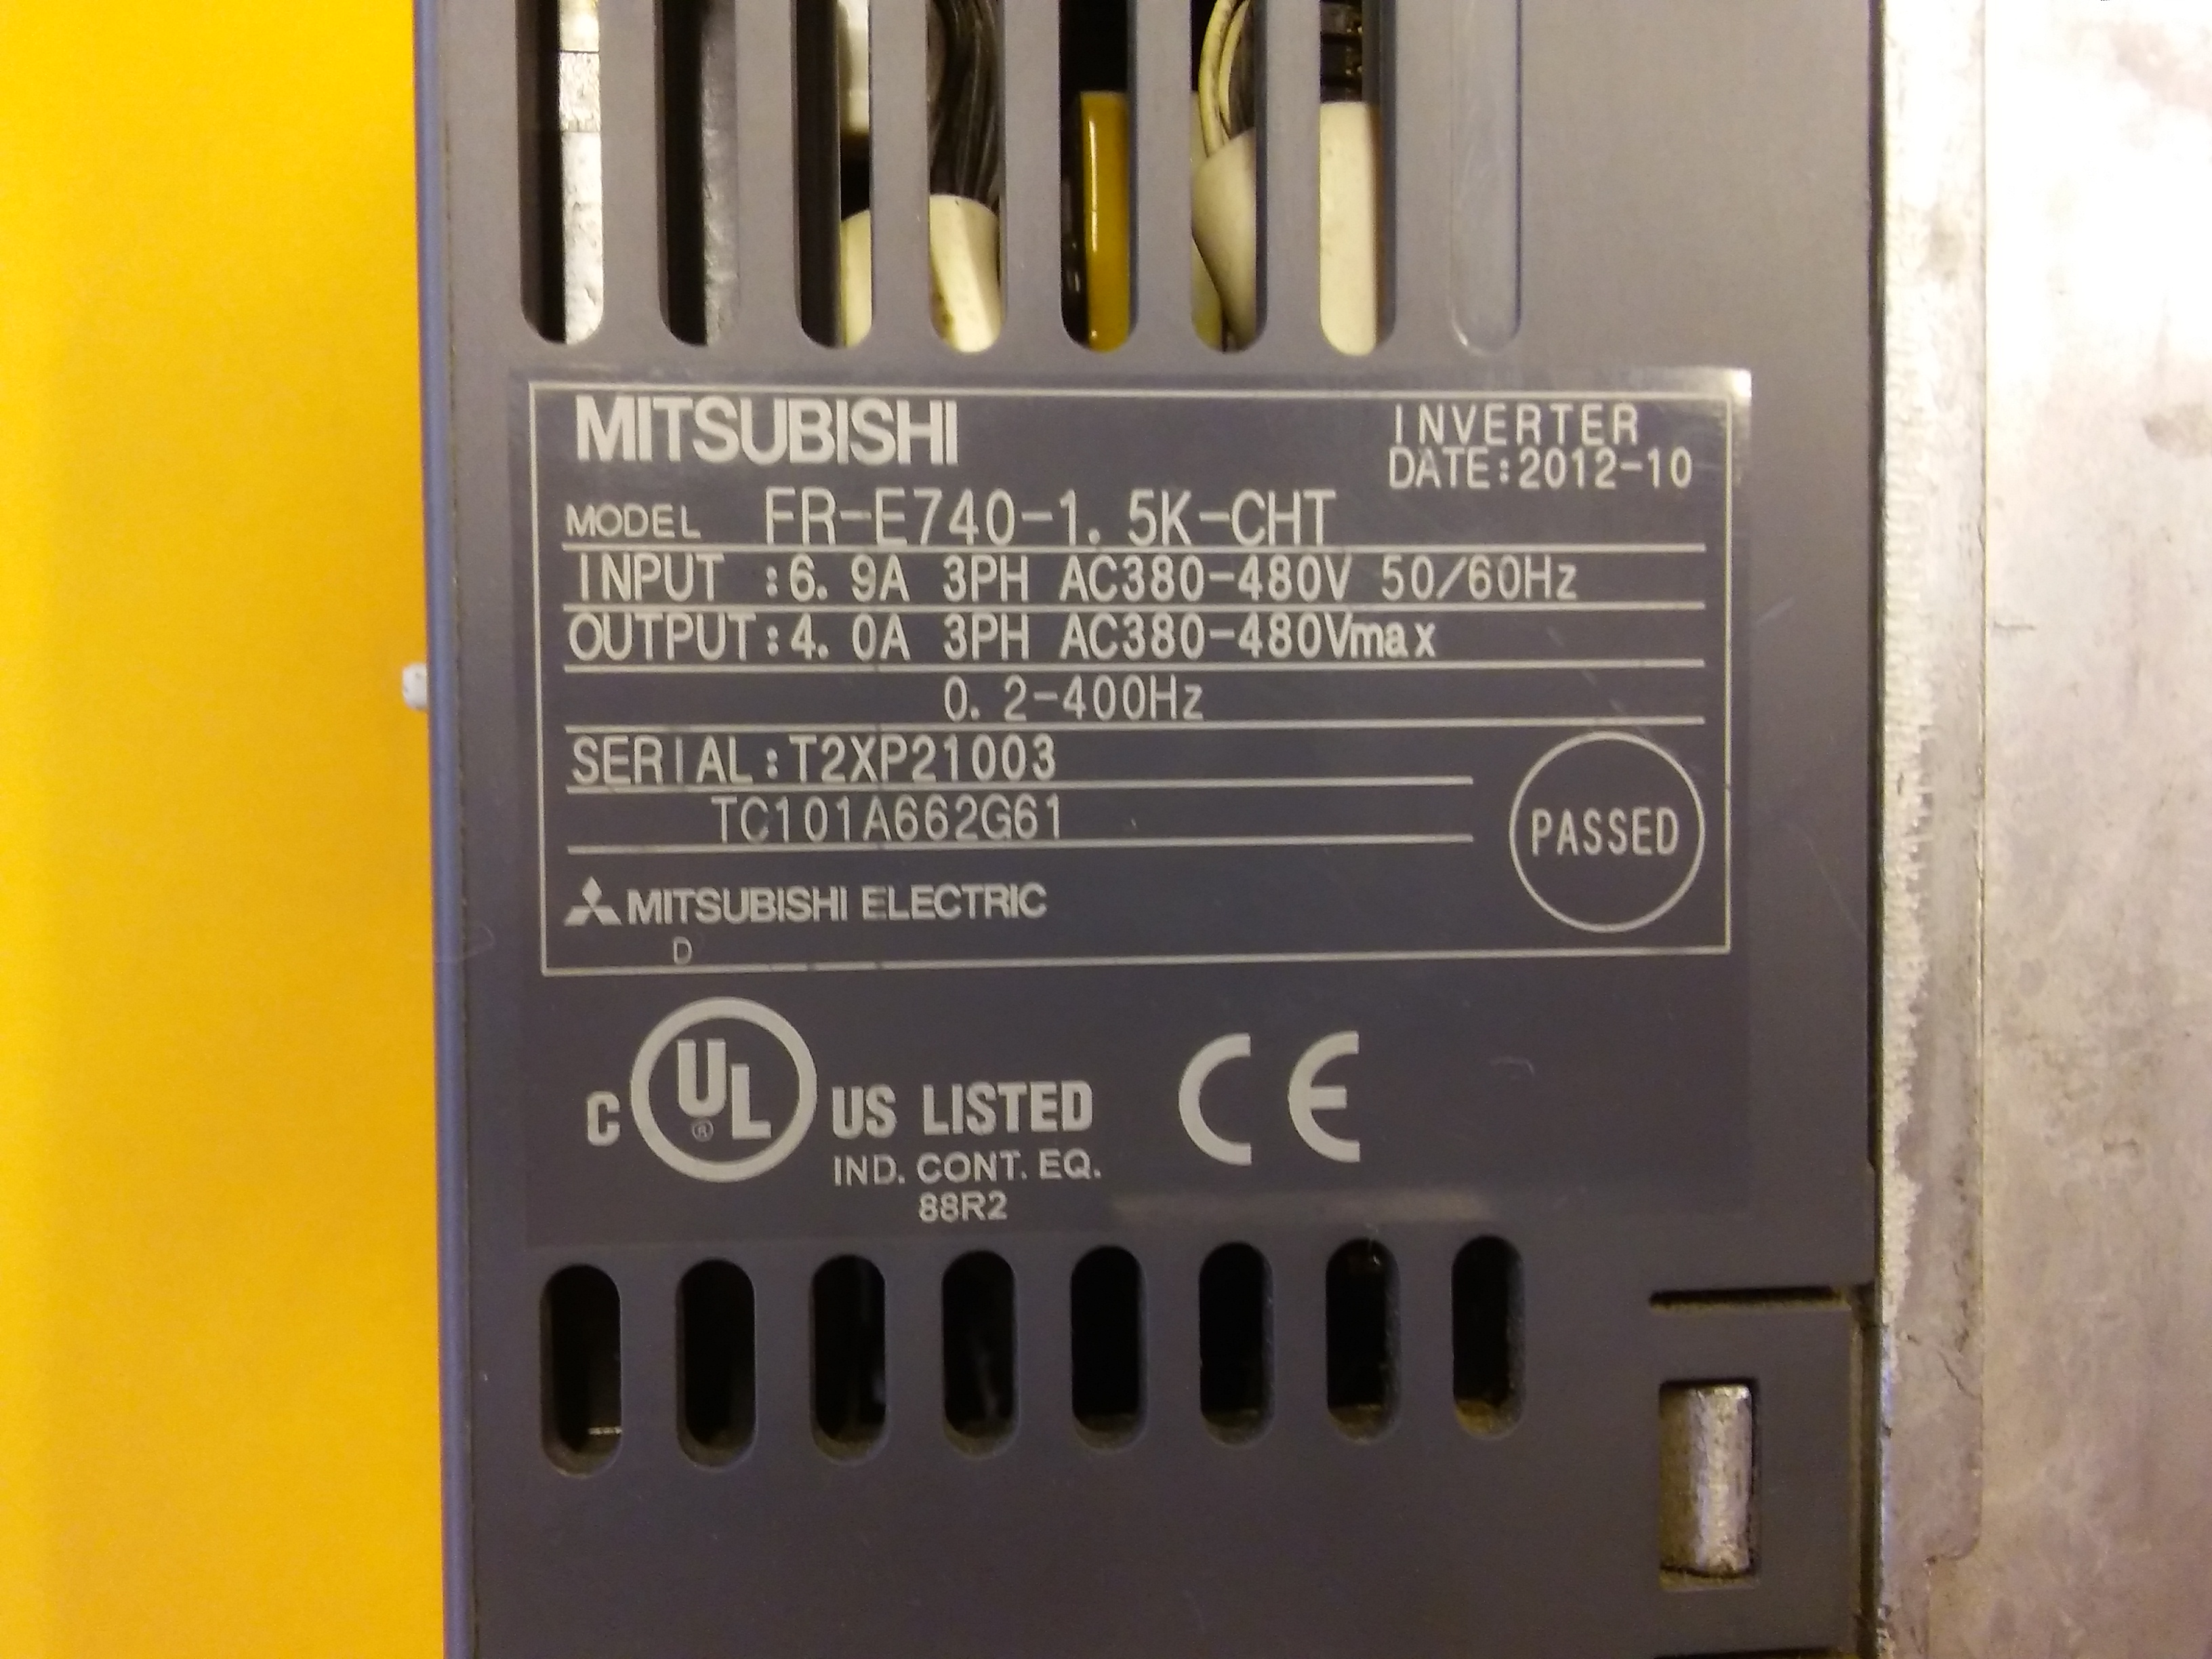 MITSUBISHI
INVERTER
DATE:2012-10
MODEL FR-E740-1.5K-CHT
INPUT :6.9A 3PH AC380-480V 50/60Hz
OUTPUT:4.0A 3PH AC380-480Vmax
0.2-400Hz
SERIAL:T2XP21003
TC101A662G61
PASSED
MITSUBISHI ELECTRIC
D
C UL® US LISTED
IND. CONT. EQ.
88R2
CE